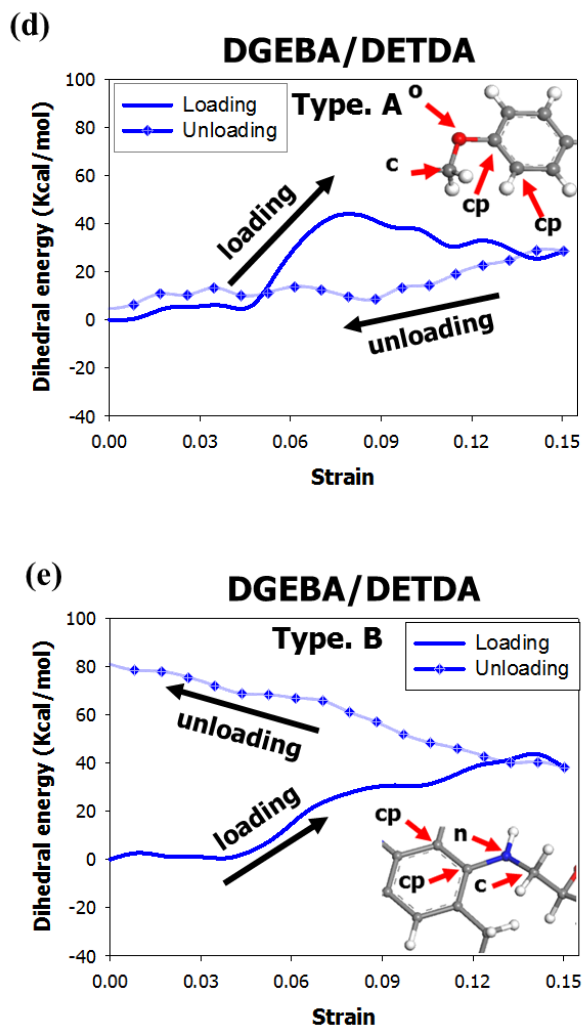 (d)
DGEBA/DETDA
Dihedral energy (Kcal/mol)
100
80
60
40
20
0
-20
-40
Loading
Unloading
Type. A
o
c
cp
cp
loading
unloading
0.00
0.03
0.06
0.09
0.12
0.15
Strain
(e)
DGEBA/DETDA
Dihedral energy (Kcal/mol)
100
80
60
40
20
0
-20
-40
Type. B
Loading
Unloading
unloading
loading
cp
n
cp
c
0.00
0.03
0.06
0.09
0.12
0.15
Strain